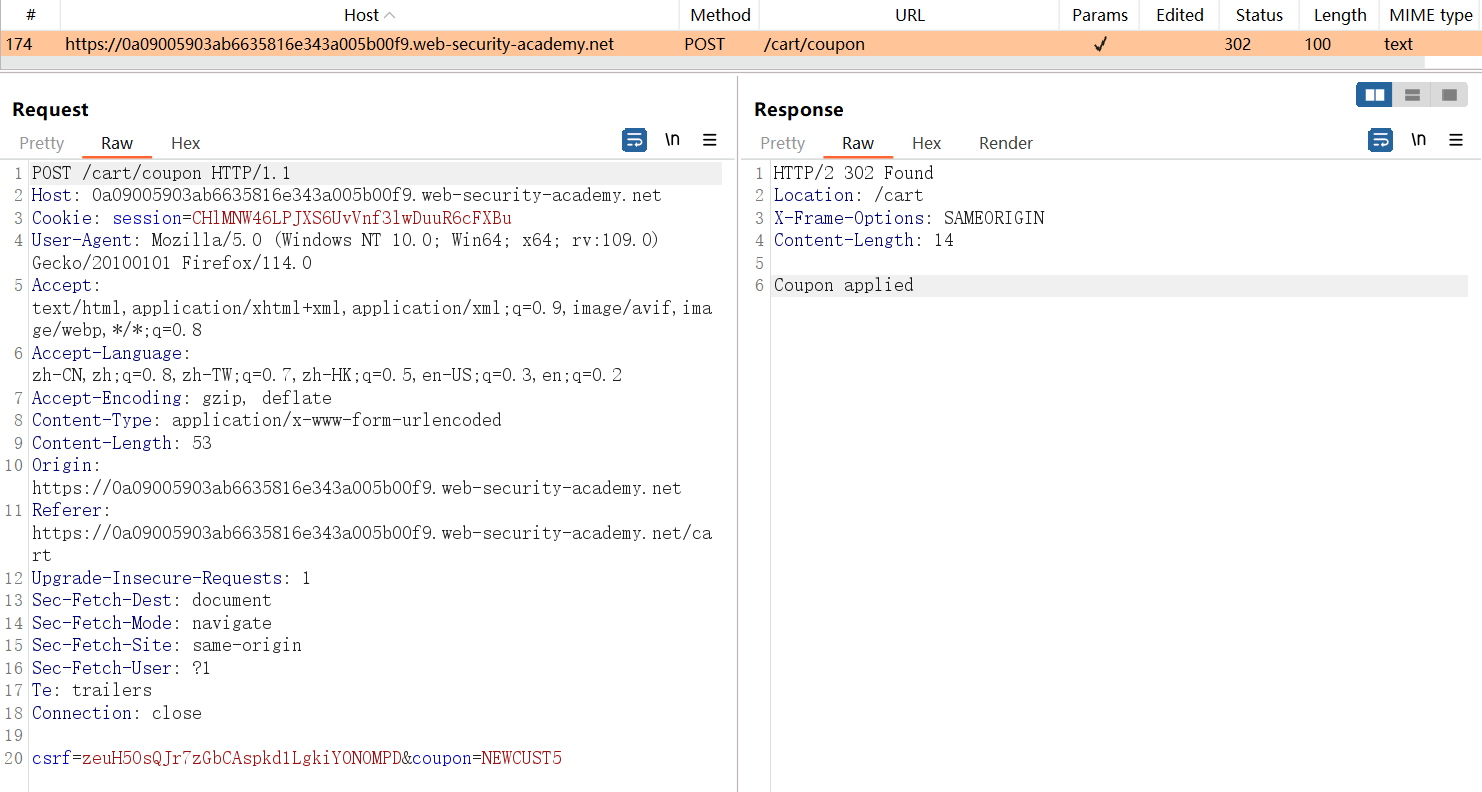 # Host Method URL Params Edited Status Length MIME type
174 https://0a09005903ab6635816e343a005b00f9.web-security-academy.net POST /cart/coupon ✓ 302 100 text
Request
Pretty Raw Hex
\n
1 POST /cart/coupon HTTP/1.1
2 Host: 0a09005903ab6635816e343a005b00f9.web-security-academy.net
3 Cookie: session=CHlMNW46LPJXS6UvVnf3lwDuuR6cFXBu
4 User-Agent: Mozilla/5.0 (Windows NT 10.0; Win64; x64; rv:109.0)
Gecko/20100101 Firefox/114.0
5 Accept:
text/html,application/xhtml+xml,application/xml;q=0.9,image/avif,ima
ge/webp,*/*;q=0.8
6 Accept-Language:
zh-CN,zh;q=0.8,zh-TW;q=0.7,zh-HK;q=0.5,en-US;q=0.3,en;q=0.2
7 Accept-Encoding: gzip, deflate
8 Content-Type: application/x-www-form-urlencoded
9 Content-Length: 53
10 Origin:
https://0a09005903ab6635816e343a005b00f9.web-security-academy.net
11 Referer:
https://0a09005903ab6635816e343a005b00f9.web-security-academy.net/ca
rt
12 Upgrade-Insecure-Requests: 1
13 Sec-Fetch-Dest: document
14 Sec-Fetch-Mode: navigate
15 Sec-Fetch-Site: same-origin
16 Sec-Fetch-User: ?1
17 Te: trailers
18 Connection: close
19
20 csrf=zeuH5OsQJr7zGbCAspkd1LgkiYONOMPD&coupon=NEWCUST5
Response
Pretty Raw Hex Render
\n
1 HTTP/2 302 Found
2 Location: /cart
3 X-Frame-Options: SAMEORIGIN
4 Content-Length: 14
5
6 Coupon applied